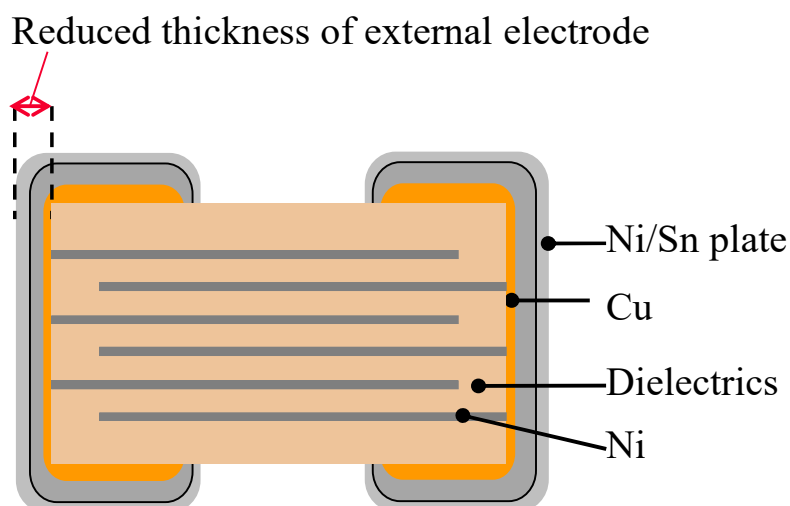 Reduced thickness of external electrode
Ni/Sn plate
Cu
Dielectrics
Ni